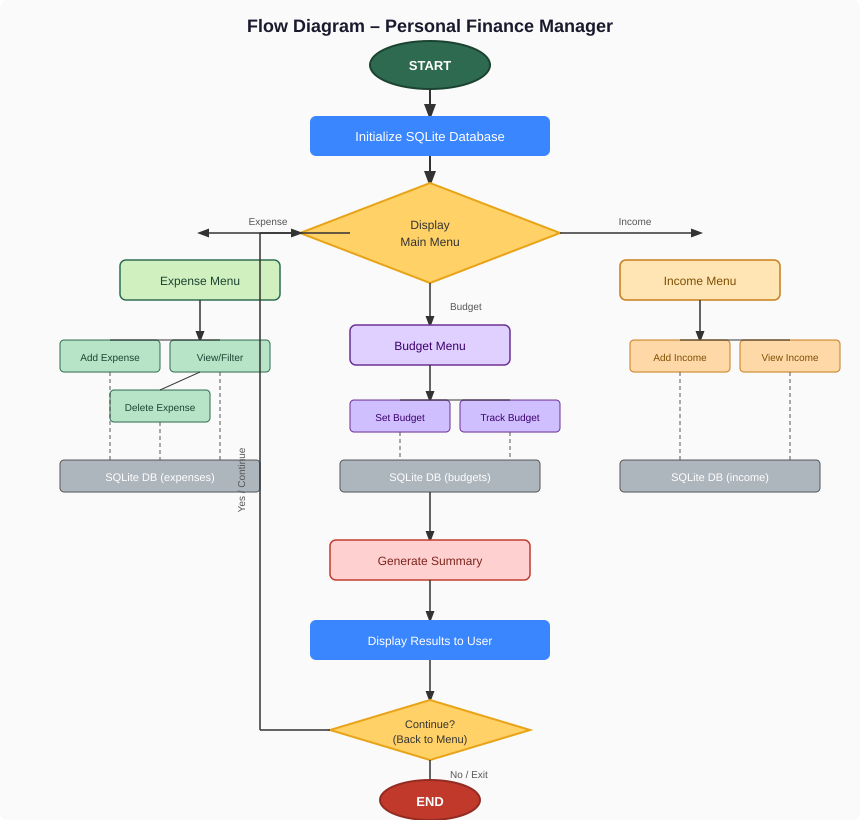 Flow Diagram – Personal Finance Manager
START
Initialize SQLite Database
Display
Main Menu
Expense
Income
Expense Menu
Income Menu
Budget
Budget Menu
Add Expense
View/Filter
Add Income
View Income
Delete Expense
Set Budget
Track Budget
SQLite DB (expenses)
SQLite DB (budgets)
SQLite DB (income)
Yes / Continue
Generate Summary
Display Results to User
Continue?
(Back to Menu)
No / Exit
END